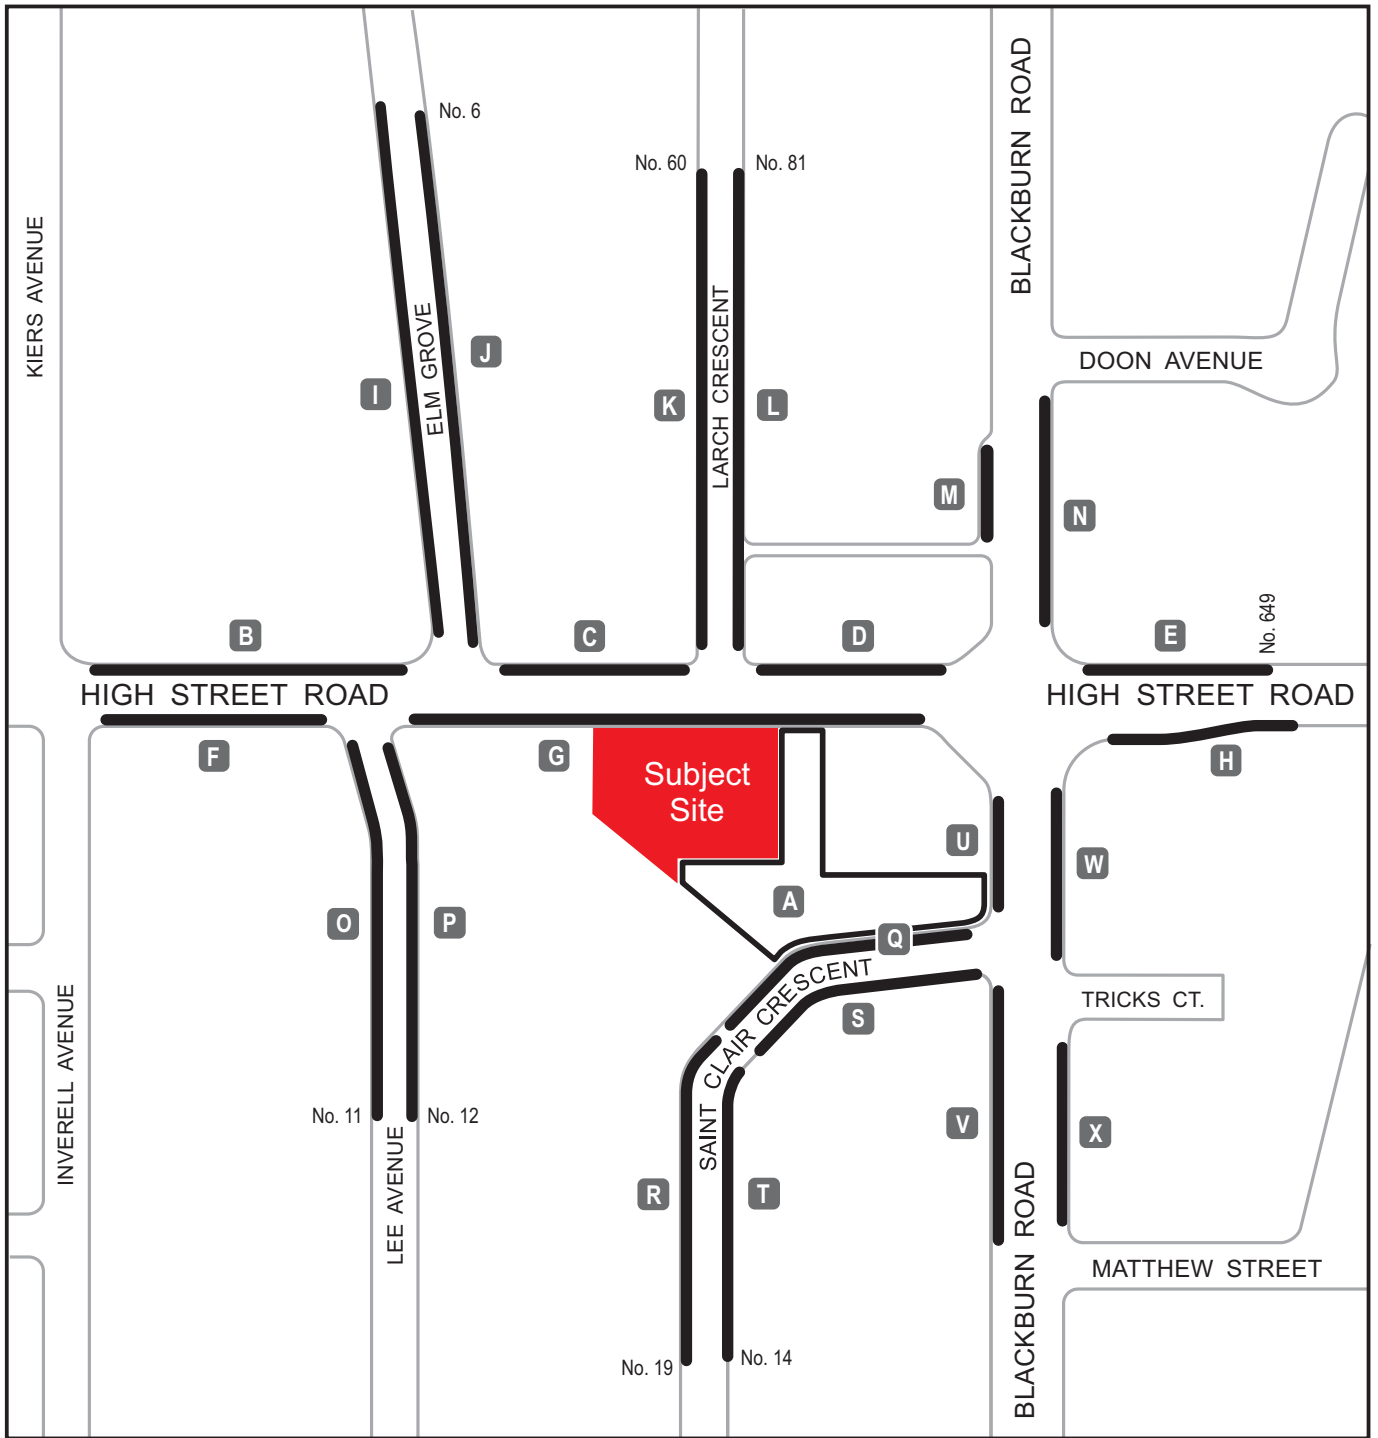 No. 6
BLACKBURN ROAD
No. 60
No. 81
KIERS AVENUE
ELM GROVE
LARCH CRESCENT
DOON AVENUE
I
J
K
L
M
N
B
C
D
E
No. 649
HIGH STREET ROAD
HIGH STREET ROAD
F
G
Subject
Site
H
U
W
A
O
P
Q
SAINT CLAIR CRESCENT
S
TRICKS CT.
INVERELL AVENUE
No. 11
No. 12
LEE AVENUE
V
X
R
T
BLACKBURN ROAD
MATTHEW STREET
No. 19
No. 14